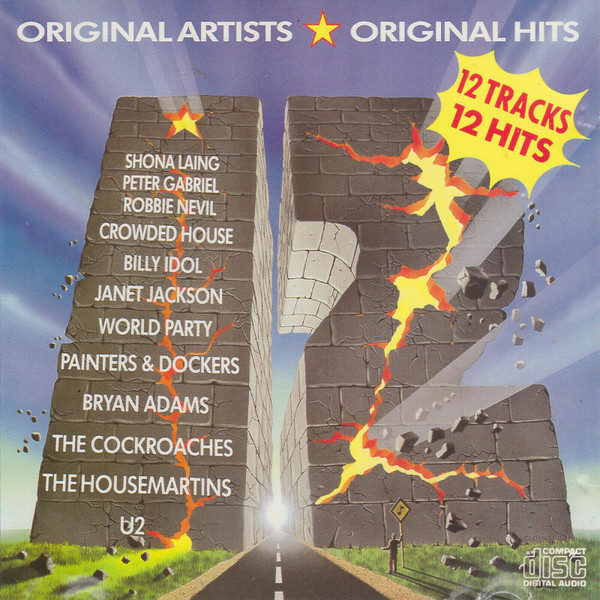 ORIGINAL ARTISTS ★ ORIGINAL HITS
12 TRACKS
12 HITS
12
SHONA LAING
PETER GABRIEL
ROBBIE NEVIL
CROWDED HOUSE
BILLY IDOL
JANET JACKSON
WORLD PARTY
PAINTERS & DOCKERS
BRYAN ADAMS
THE COCKROACHES
THE HOUSEMARTINS
U2
COMPACT
disc
DIGITAL AUDIO